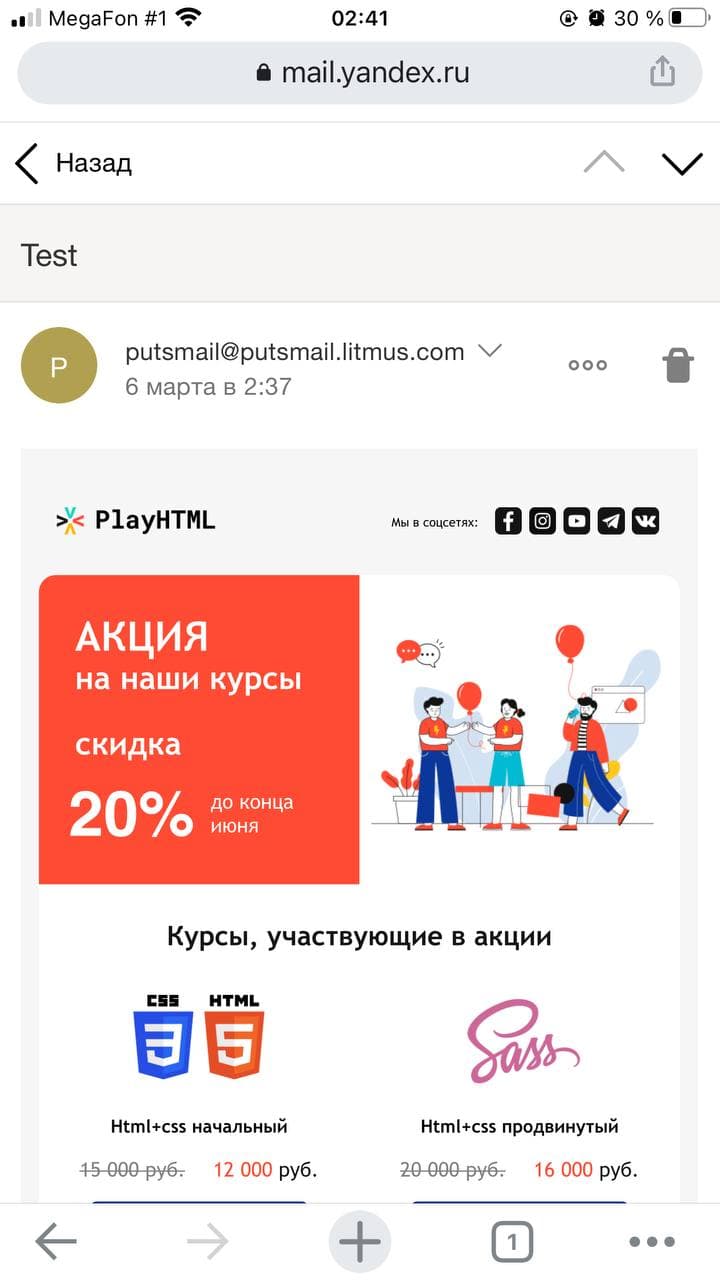 MegaFon #1 02:41 30 %
mail.yandex.ru
Назад
Test
P putsmail@putsmail.litmus.com
6 марта в 2:37
PlayHTML Мы в соцсетях:
АКЦИЯ
на наши курсы
скидка
20% до конца
июня
Курсы, участвующие в акции
CSS HTML
3 5 Sass
Html+css начальный Html+css продвинутый
15 000 руб. 12 000 руб. 20 000 руб. 16 000 руб.
1